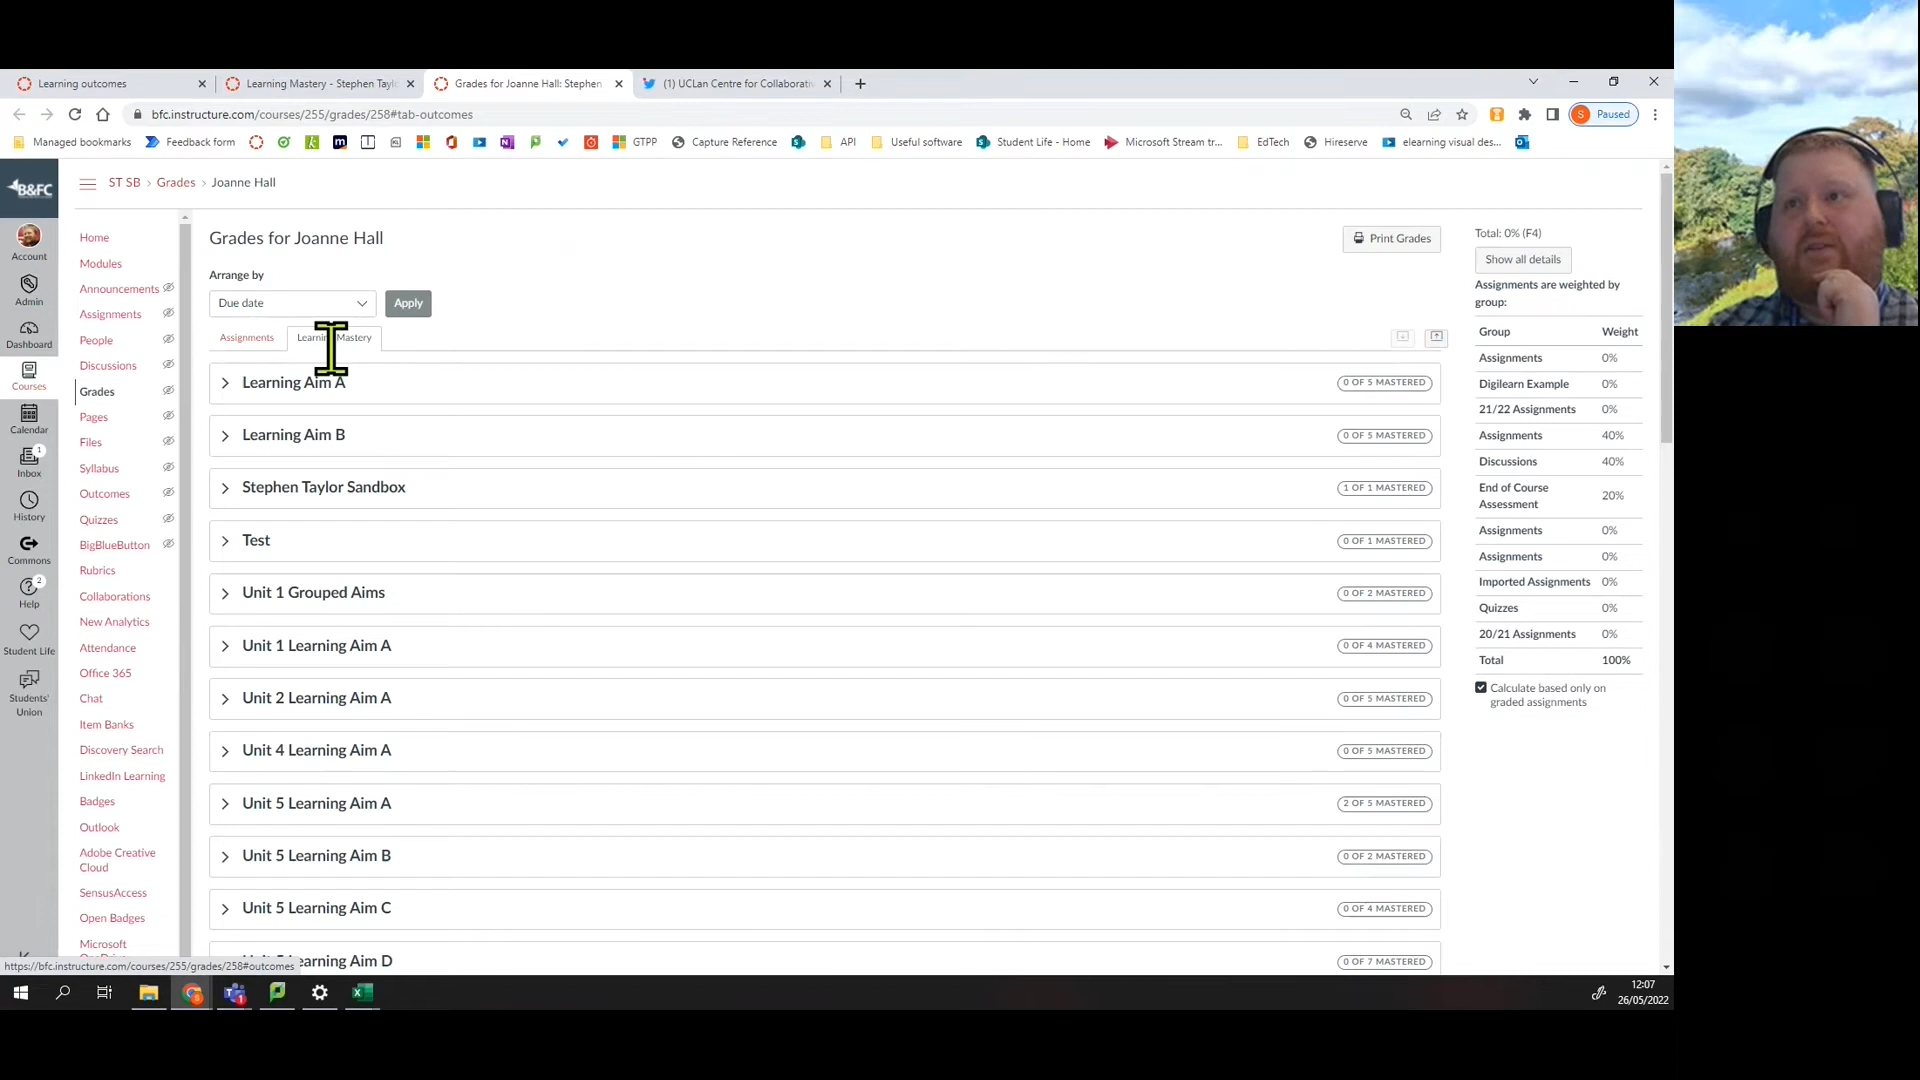 Learning outcomes
Learning Mastery - Stephen Taylo
Grades for Joanne Hall: Stephen
(1) UCLan Centre for Collaborativ
bfc.instructure.com/courses/255/grades/258#tab-outcomes
S Paused
Managed bookmarks
Feedback form
GTPP
Capture Reference
API
Useful software
Student Life - Home
Microsoft Stream tr...
EdTech
Hireserve
elearning visual des...
B&FC
Account
Admin
Dashboard
Courses
Calendar
1
Inbox
History
Commons
2
Help
Student Life
Students'
Union
ST SB › Grades › Joanne Hall
Home
Modules
Announcements
Assignments
People
Discussions
Grades
Pages
Files
Syllabus
Outcomes
Quizzes
BigBlueButton
Rubrics
Collaborations
New Analytics
Attendance
Office 365
Chat
Item Banks
Discovery Search
LinkedIn Learning
Badges
Outlook
Adobe Creative
Cloud
SensusAccess
Open Badges
Microsoft
Grades for Joanne Hall
Print Grades
Arrange by
Due date
Apply
Assignments
Learning Mastery
Learning Aim A
0 OF 5 MASTERED
Learning Aim B
0 OF 5 MASTERED
Stephen Taylor Sandbox
1 OF 1 MASTERED
Test
0 OF 1 MASTERED
Unit 1 Grouped Aims
0 OF 2 MASTERED
Unit 1 Learning Aim A
0 OF 4 MASTERED
Unit 2 Learning Aim A
0 OF 5 MASTERED
Unit 4 Learning Aim A
0 OF 5 MASTERED
Unit 5 Learning Aim A
2 OF 5 MASTERED
Unit 5 Learning Aim B
0 OF 2 MASTERED
Unit 5 Learning Aim C
0 OF 4 MASTERED
Learning Aim D
0 OF 7 MASTERED
Total: 0% (F4)
Show all details
Assignments are weighted by
group:
Group Weight
Assignments 0%
Digilearn Example 0%
21/22 Assignments 0%
Assignments 40%
Discussions 40%
End of Course
Assessment 20%
Assignments 0%
Assignments 0%
Imported Assignments 0%
Quizzes 0%
20/21 Assignments 0%
Total 100%
Calculate based only on
graded assignments
https://bfc.instructure.com/courses/255/grades/258#outcomes
12:07
26/05/2022